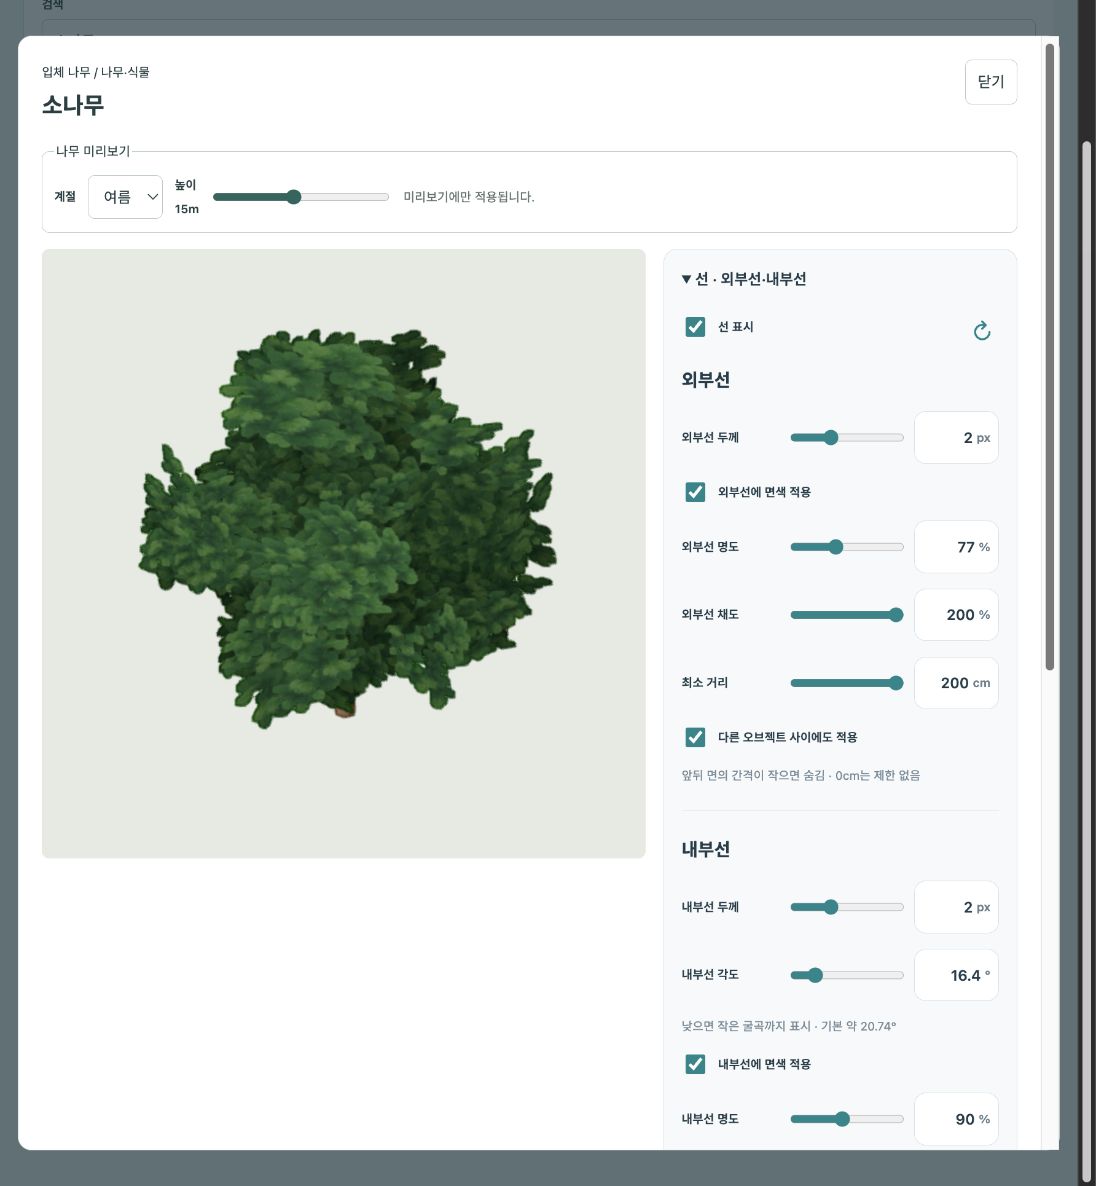 검색
입체 나무 / 나무·식물
닫기
소나무
나무 미리보기
계절
여름
높이
15m
미리보기에만 적용됩니다.
▼ 선 · 외부선·내부선
선 표시
외부선
외부선 두께
2 px
외부선에 면색 적용
외부선 명도
77 %
외부선 채도
200 %
최소 거리
200 cm
다른 오브젝트 사이에도 적용
앞뒤 면의 간격이 작으면 숨김 · 0cm는 제한 없음
내부선
내부선 두께
2 px
내부선 각도
16.4 °
낮으면 작은 굴곡까지 표시 · 기본 약 20.74°
내부선에 면색 적용
내부선 명도
90 %